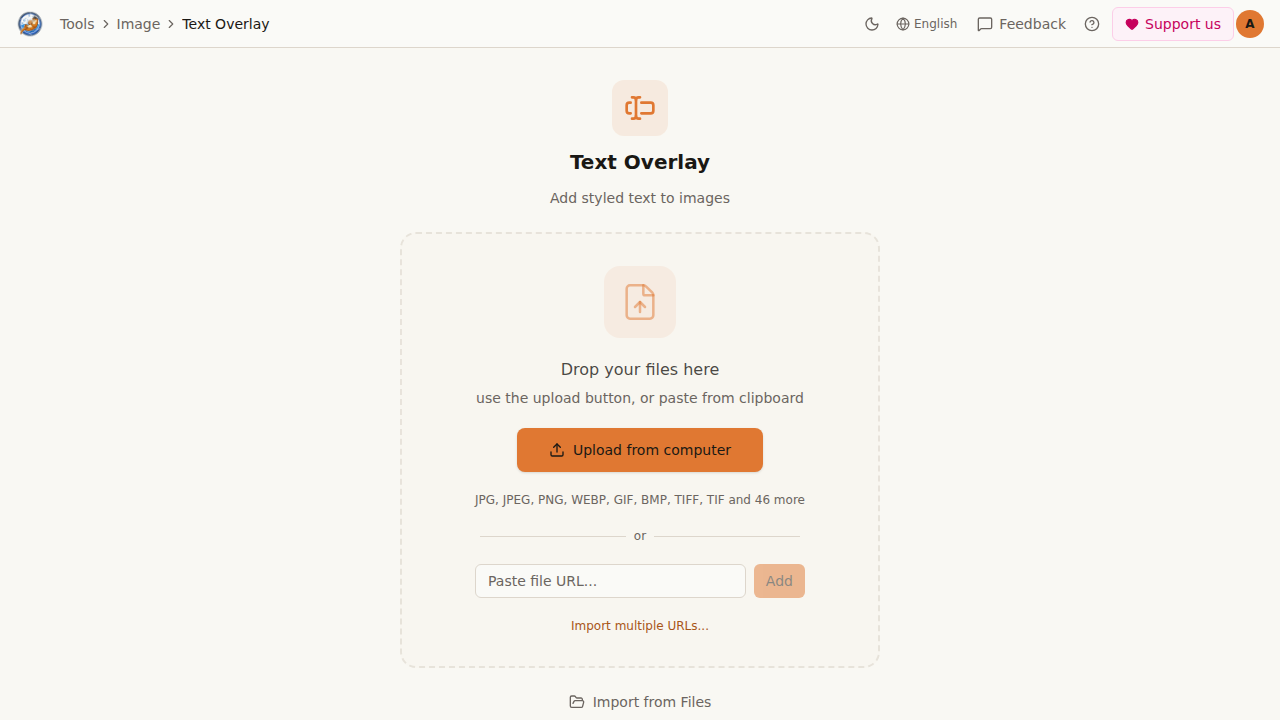 Tools > Image > Text Overlay
English
Feedback
Support us
A
Text Overlay
Add styled text to images
Drop your files here
use the upload button, or paste from clipboard
Upload from computer
JPG, JPEG, PNG, WEBP, GIF, BMP, TIFF, TIF and 46 more
or
Paste file URL...
Add
Import multiple URLs...
Import from Files